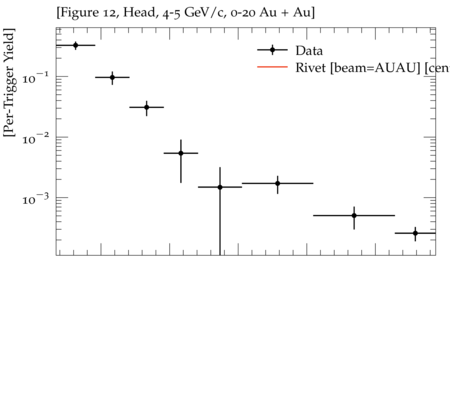 [Figure 12, Head, 4-5 GeV/c, 0-20 Au + Au]
[Per-Trigger Yield]
Data
Rivet [beam=AUAU] [cen
10⁻¹
10⁻²
10⁻³